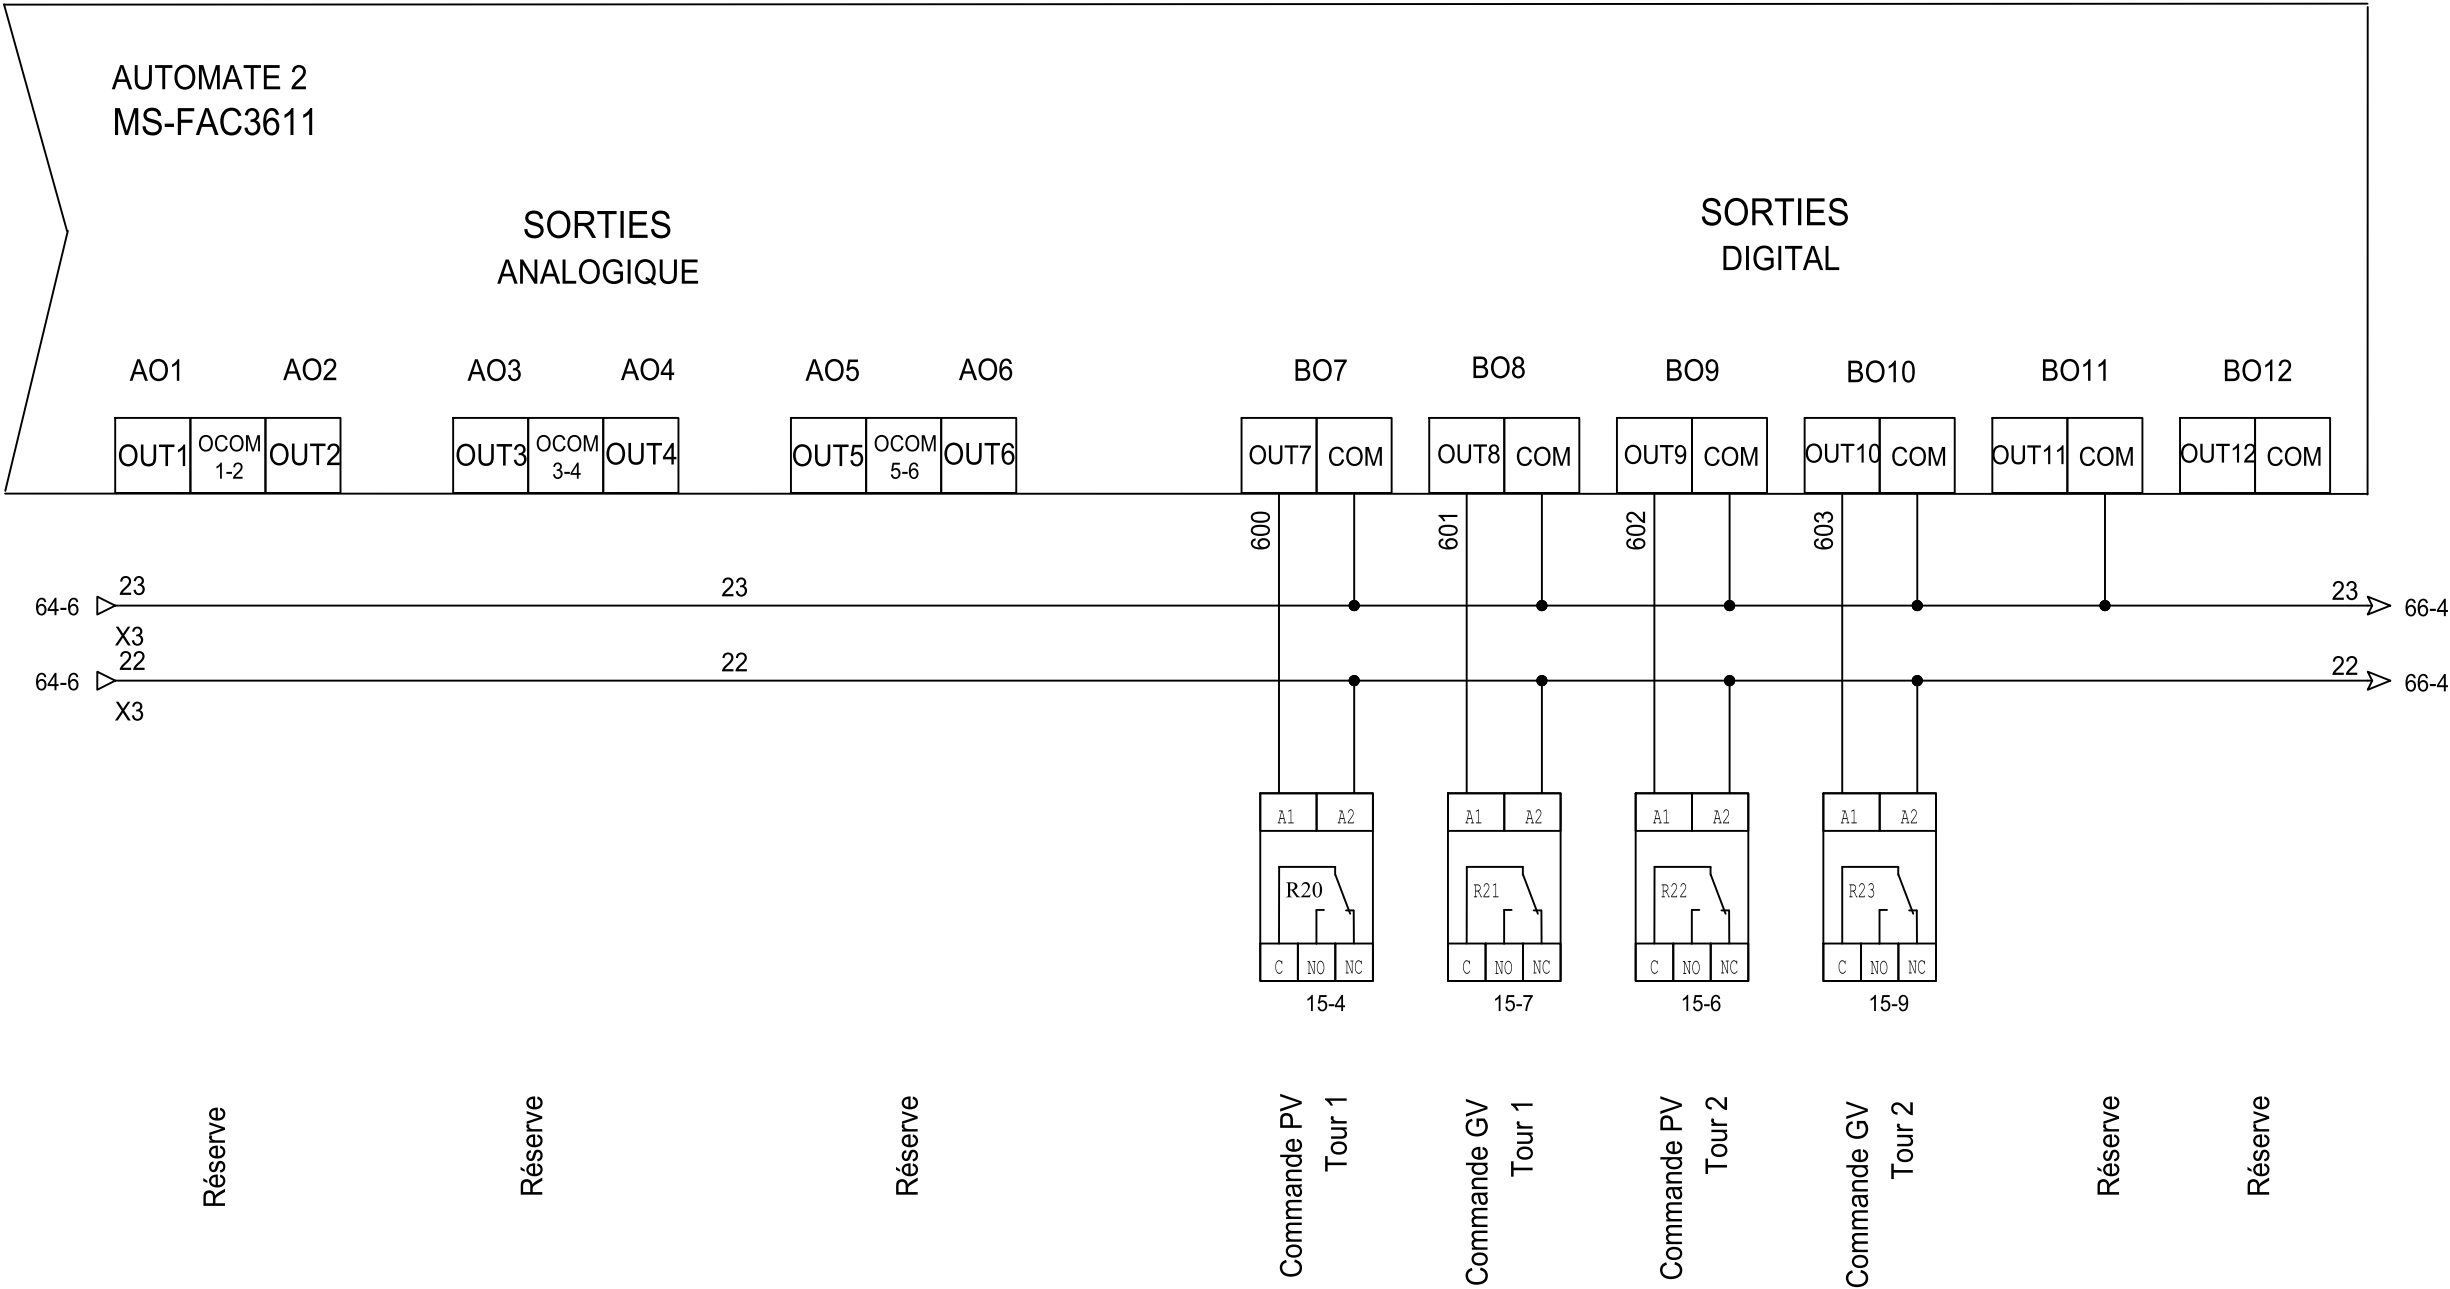 AUTOMATE 2
MS-FAC3611
SORTIES
ANALOGIQUE
SORTIES
DIGITAL
AO1 AO2 AO3 AO4 AO5 AO6 BO7 BO8 BO9 BO10 BO11 BO12
OUT1 OCOM 1-2 OUT2 OUT3 OCOM 3-4 OUT4 OUT5 OCOM 5-6 OUT6 OUT7 COM OUT8 COM OUT9 COM OUT10 COM OUT11 COM OUT12 COM
600 601 602 603
23 23 23
64-6 66-4
X3
22 22 22
64-6 66-4
X3
A1 A2 A1 A2 A1 A2 A1 A2
R20 R21 R22 R23
C NO NC C NO NC C NO NC C NO NC
15-4 15-7 15-6 15-9
Réserve
Réserve
Réserve
Commande PV
Tour 1
Commande GV
Tour 1
Commande PV
Tour 2
Commande GV
Tour 2
Réserve
Réserve